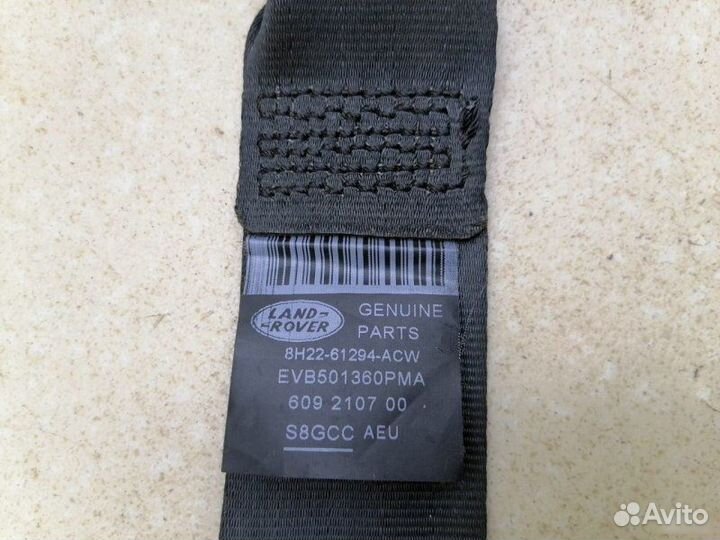 LAND-
-ROVER
GENUINE
PARTS
8H22-61294-ACW
EVB501360PMA
609 2107 00
S8GCC AEU
Avito